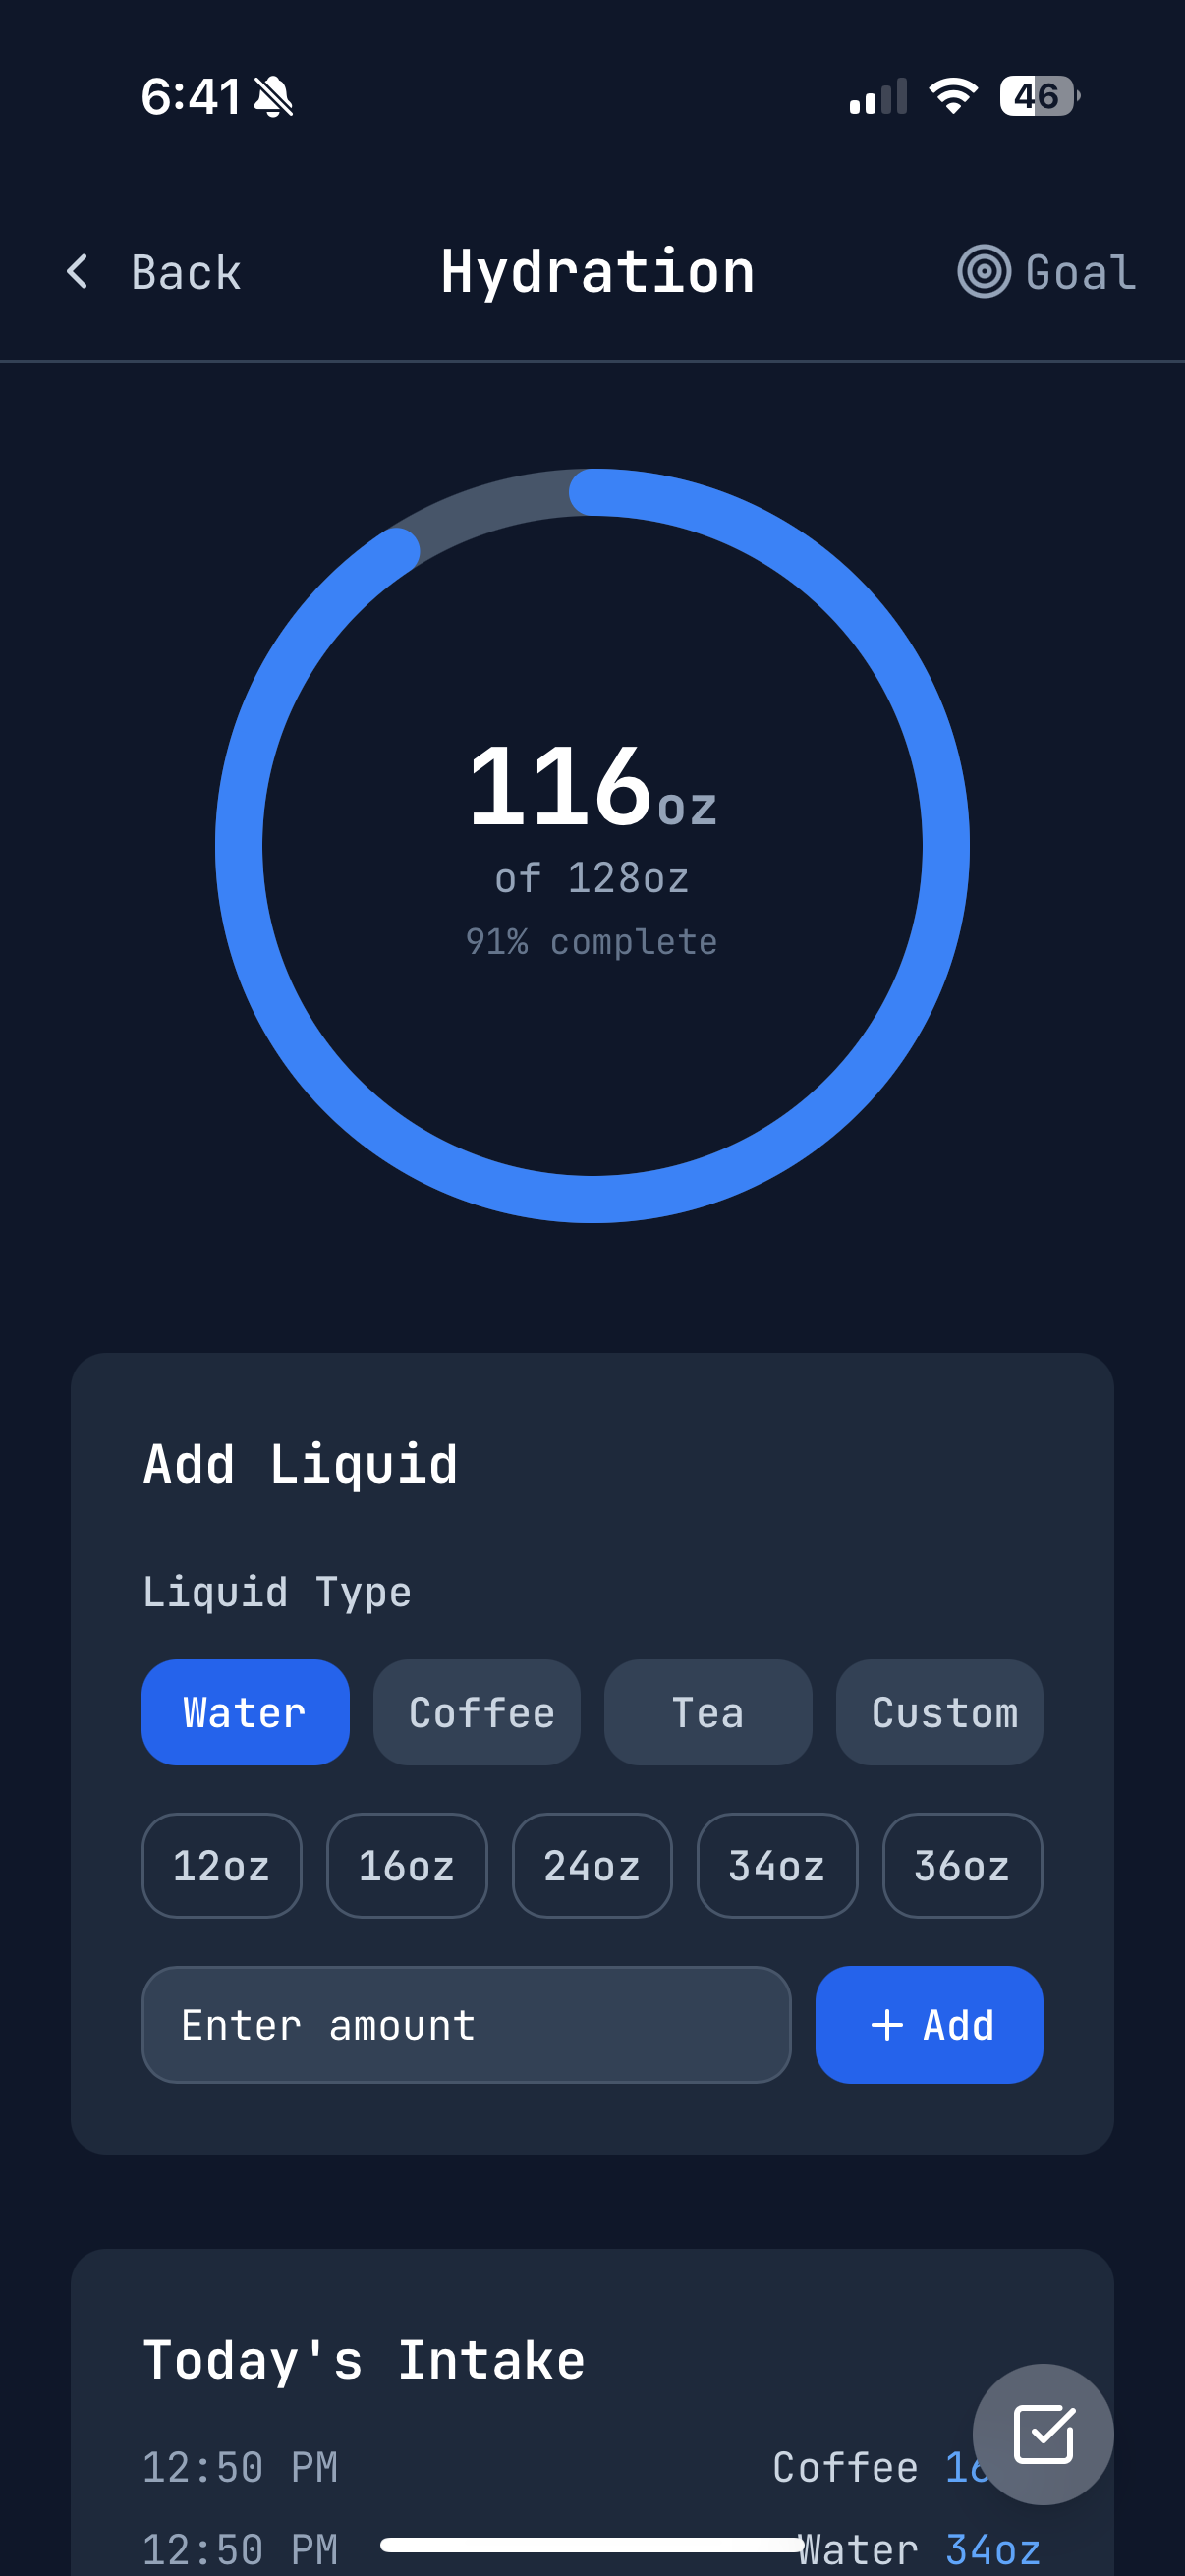 6:41 46
Back Hydration Goal
116oz
of 128oz
91% complete
Add Liquid
Liquid Type
Water Coffee Tea Custom
12oz 16oz 24oz 34oz 36oz
Enter amount + Add
Today's Intake
12:50 PM Coffee
12:50 PM Water 34oz